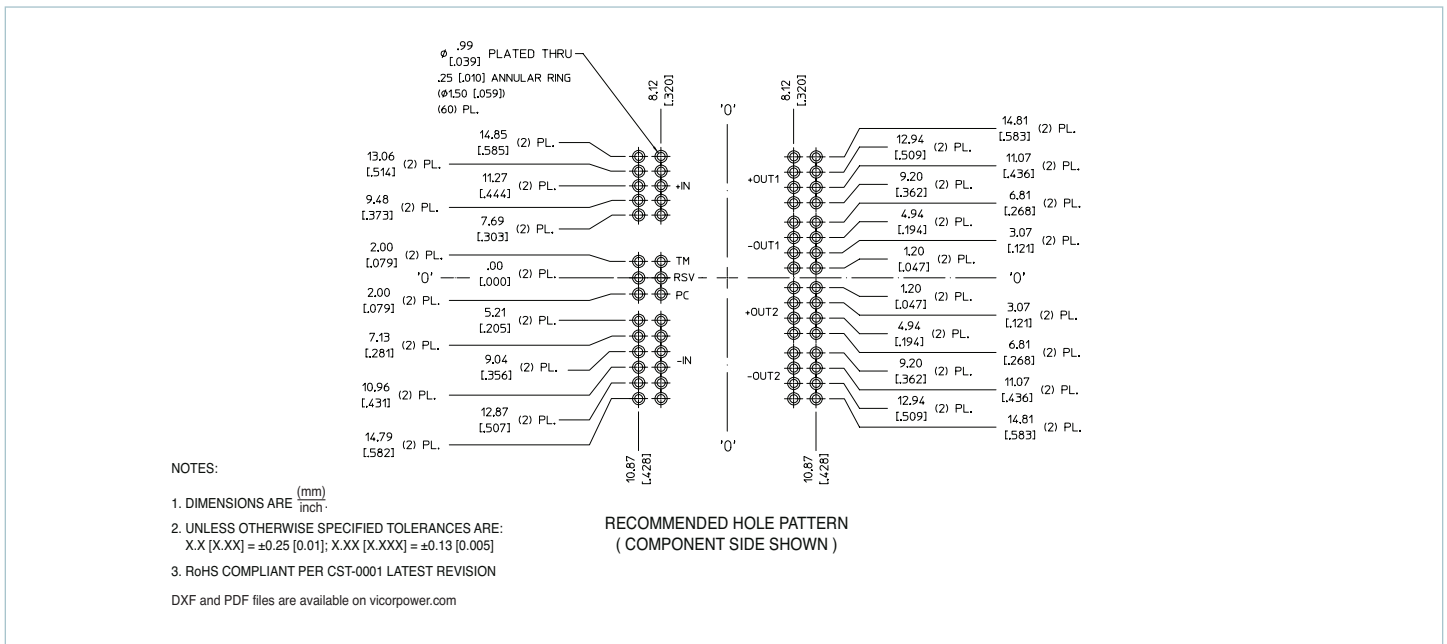 ø .99 [.039] PLATED THRU
.25 [.010] ANNULAR RING
(ø1.50 [.059])
(60) PL.
8.12 [.320]
8.12 [.320]
'0'
14.85 [.585] (2) PL.
13.06 [.514] (2) PL.
11.27 [.444] (2) PL.
9.48 [.373] (2) PL.
7.69 [.303] (2) PL.
2.00 [.079] (2) PL.
'0'
.00 [.000] (2) PL.
2.00 [.079] (2) PL.
5.21 [.205] (2) PL.
7.13 [.281] (2) PL.
9.04 [.356] (2) PL.
10.96 [.431] (2) PL.
12.87 [.507] (2) PL.
14.79 [.582] (2) PL.
+IN
TM
RSV
PC
-IN
+OUT1
-OUT1
+OUT2
-OUT2
14.81 [.583] (2) PL.
12.94 [.509] (2) PL.
11.07 [.436] (2) PL.
9.20 [.362] (2) PL.
6.81 [.268] (2) PL.
4.94 [.194] (2) PL.
3.07 [.121] (2) PL.
1.20 [.047] (2) PL.
'0'
1.20 [.047] (2) PL.
3.07 [.121] (2) PL.
4.94 [.194] (2) PL.
6.81 [.268] (2) PL.
9.20 [.362] (2) PL.
11.07 [.436] (2) PL.
12.94 [.509] (2) PL.
14.81 [.583] (2) PL.
'0'
10.87 [.428]
10.87 [.428]
NOTES:
1. DIMENSIONS ARE (mm) inch.
2. UNLESS OTHERWISE SPECIFIED TOLERANCES ARE:
X.X [X.XX] = ±0.25 [0.01]; X.XX [X.XXX] = ±0.13 [0.005]
3. RoHS COMPLIANT PER CST-0001 LATEST REVISION
DXF and PDF files are available on vicorpower.com
RECOMMENDED HOLE PATTERN
( COMPONENT SIDE SHOWN )